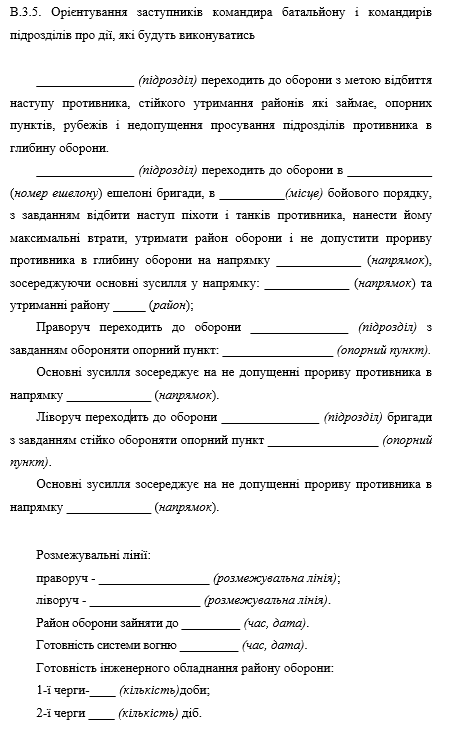 В.3.5. Орієнтування заступників командира батальйону і командирів
підрозділів про дії, які будуть виконуватись
_______________ (підрозділ) переходить до оборони з метою відбиття
наступу противника, стійкого утримання районів які займає, опорних
пунктів, рубежів і недопущення просування підрозділів противника в
глибину оборони.
_______________ (підрозділ) переходить до оборони в _____________
(номер ешелону) ешелоні бригади, в __________(місце) бойового порядку,
з завданням відбити наступ піхоти і танків противника, нанести йому
максимальні втрати, утримати район оборони і не допустити прориву
противника в глибину оборони на напрямку _____________ (напрямок),
зосереджуючи основні зусилля у напрямку: _____________ (напрямок) та
утриманні району _____ (район);
Праворуч переходить до оборони _______________ (підрозділ) з
завданням обороняти опорний пункт: _________________ (опорний пункт).
Основні зусилля зосереджує на не допущенні прориву противника в
напрямку _____________ (напрямок).
Ліворуч переходить до оборони _______________ (підрозділ) бригади
з завданням стійко обороняти опорний пункт _________________ (опорний
пункт).
Основні зусилля зосереджує на не допущенні прориву противника в
напрямку _____________ (напрямок).
Розмежувальні лінії:
праворуч - _________________ (розмежувальна лінія);
ліворуч - _________________ (розмежувальна лінія).
Район оборони зайняти до _________ (час, дата).
Готовність системи вогню _________ (час, дата).
Готовність інженерного обладнання району оборони:
1-ї черги-____ (кількість)доби;
2-ї черги ____ (кількість) діб.